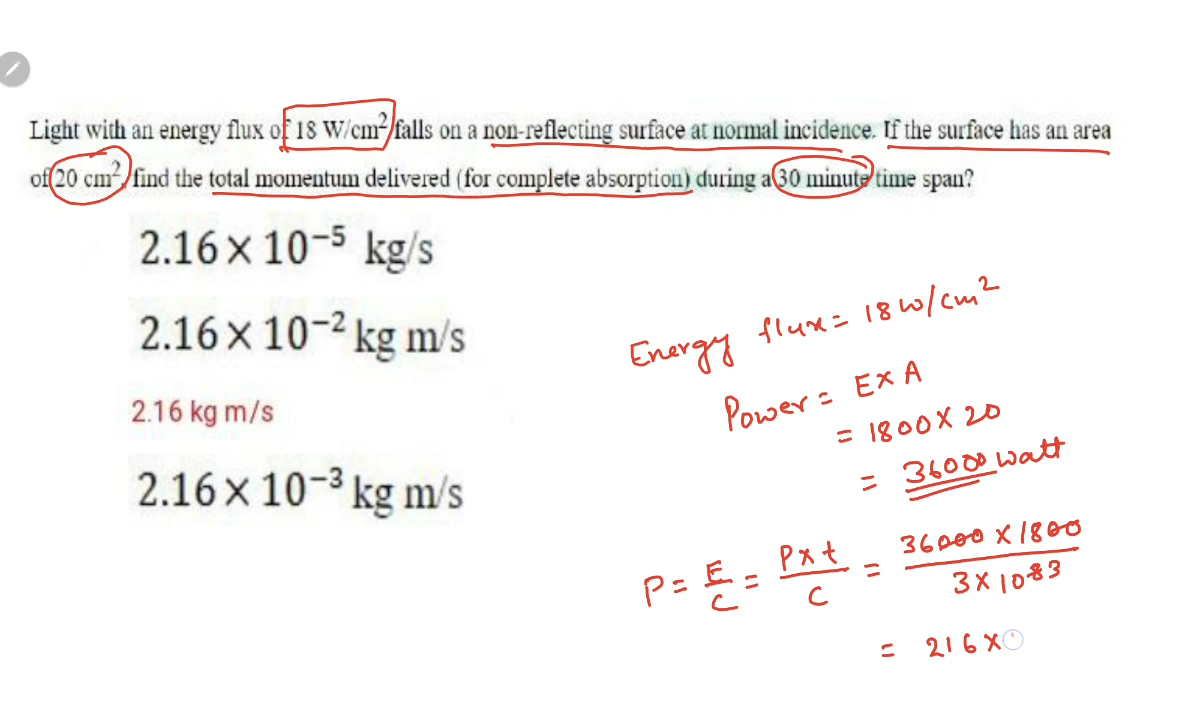 Light with an energy flux of 18 W/cm² falls on a non-reflecting surface at normal incidence. If the surface has an area
of 20 cm², find the total momentum delivered (for complete absorption) during a 30 minute time span?
2.16 × 10⁻⁵ kg/s
2.16 × 10⁻² kg m/s
2.16 kg m/s
2.16 × 10⁻³ kg m/s
Energy flux = 18 W/cm²
Power = E × A
= 1800 × 20
= 36000 watt
P = E/C = P×t/C = 36000 × 1800 / 3 × 10⁸3
= 216 ×